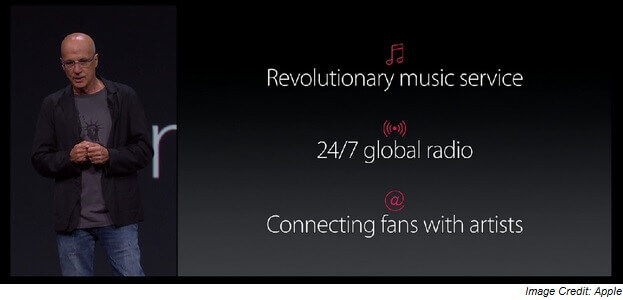 Revolutionary music service
24/7 global radio
@
Connecting fans with artists
Image Credit: Apple